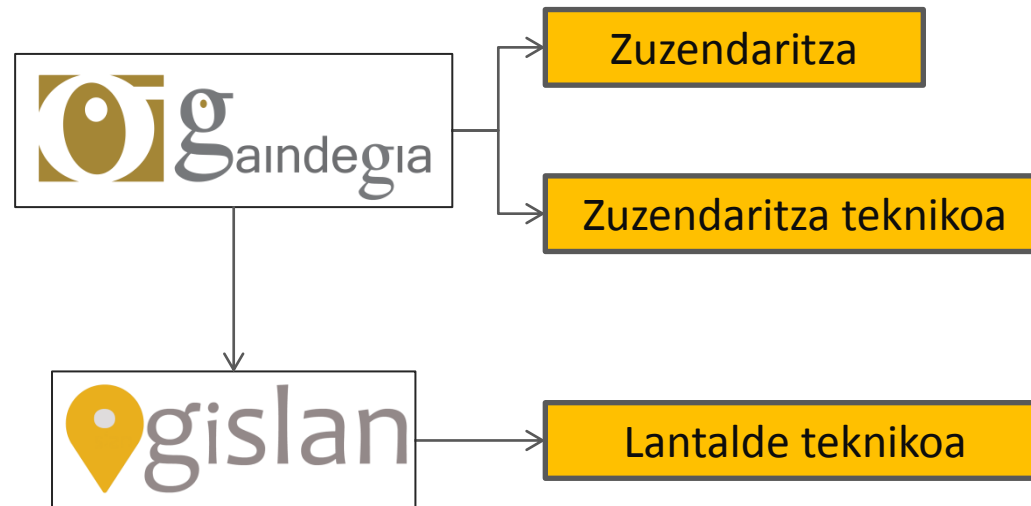 Zuzendaritza
gaindegia
Zuzendaritza teknikoa
gislan
Lantalde teknikoa